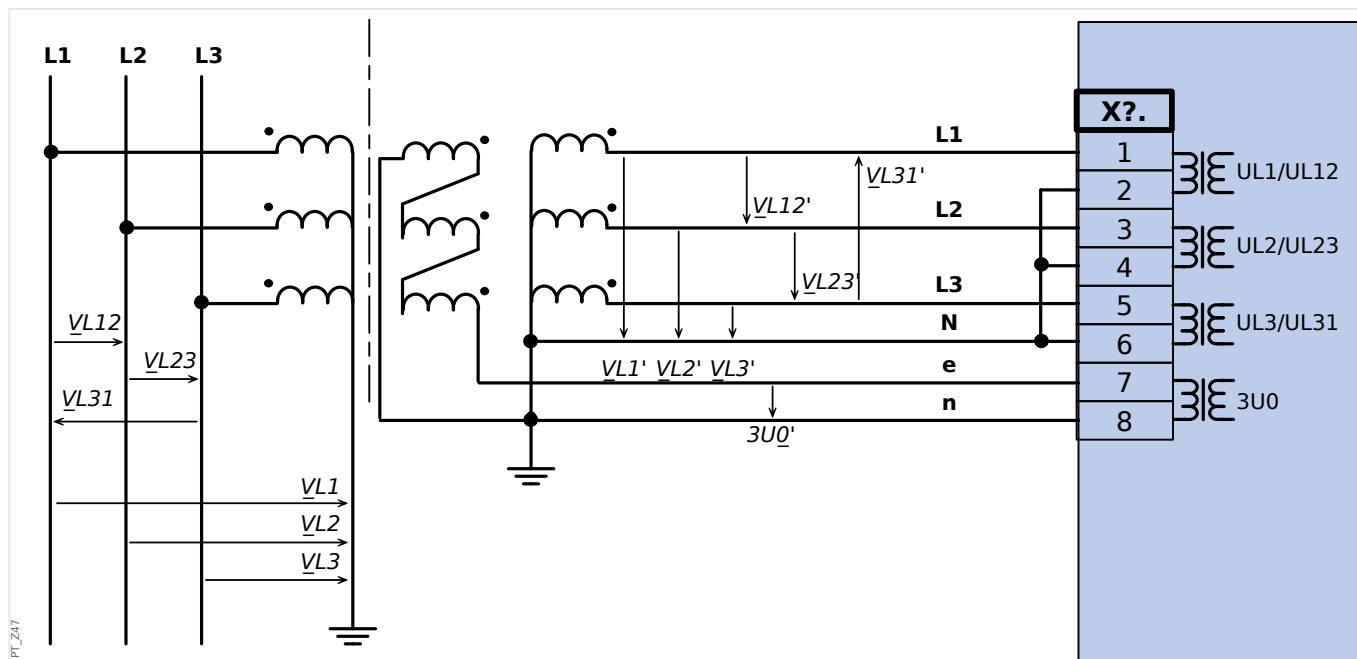 L1 L2 L3
X?.
L1
1
UL1/UL12
VL31'
2
VL12'
L2
3
UL2/UL23
4
VL23'
L3
5
UL3/UL31
N
6
VL12
VL23
VL1' VL2' VL3'
e
7
VL31
3U0
n
8
3U0'
VL1
VL2
VL3
PT_Z47